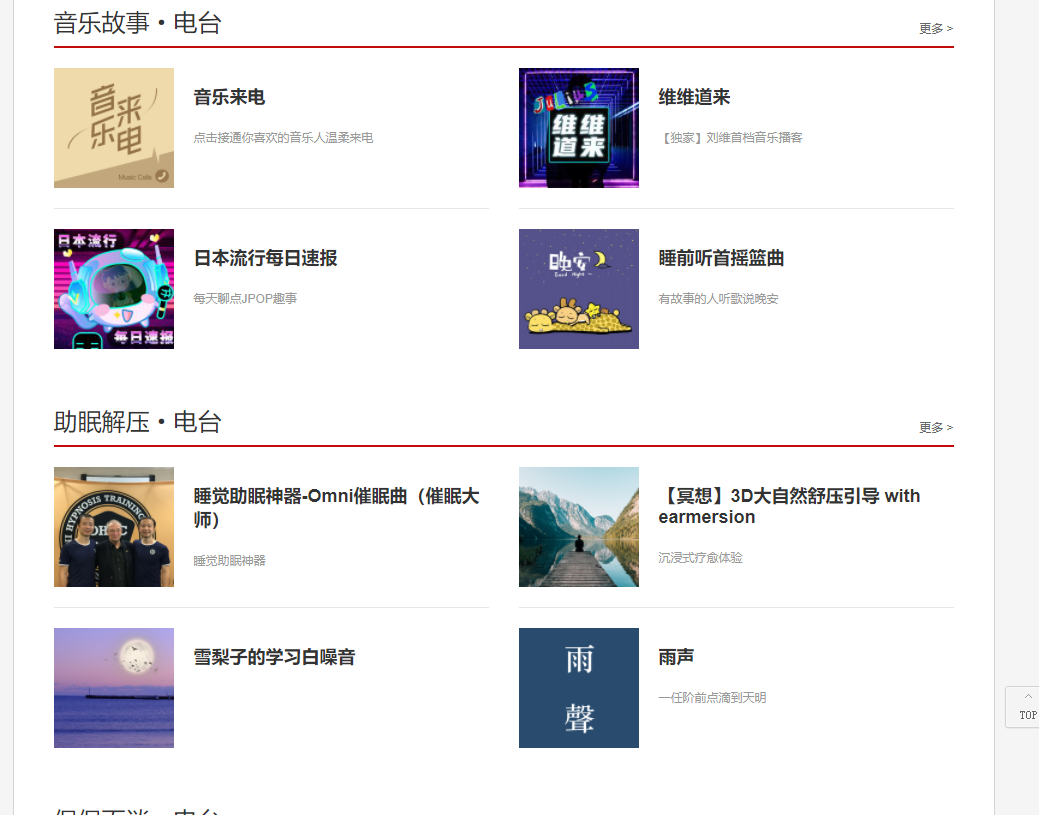 音乐故事·电台
更多 >
音来
乐电
Music Calls
音乐来电
点击接通你喜欢的音乐人温柔来电
JULIUS
维维
道来
维维道来
【独家】刘维首档音乐播客
日本流行
每日速报
日本流行每日速报
每天聊点JPOP趣事
晚安
Good Night ~
睡前听首摇篮曲
有故事的人听歌说晚安
助眠解压·电台
更多 >
HYPNOSIS TRAINING
睡觉助眠神器-Omni催眠曲（催眠大
师）
睡觉助眠神器
【冥想】3D大自然舒压引导 with
earmersion
沉浸式疗愈体验
雪梨子的学习白噪音
雨
聲
雨声
一任阶前点滴到天明
TOP